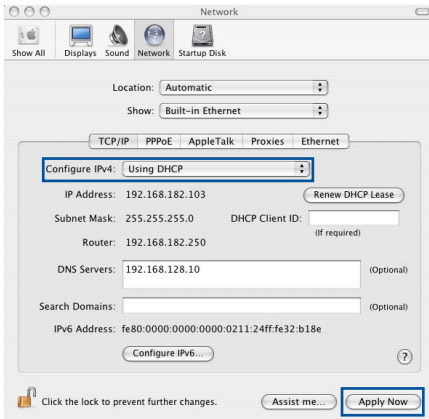 Network
Show All Displays Sound Network Startup Disk
Location: Automatic
Show: Built-in Ethernet
TCP/IP PPPoE AppleTalk Proxies Ethernet
Configure IPv4: Using DHCP
IP Address: 192.168.182.103 Renew DHCP Lease
Subnet Mask: 255.255.255.0 DHCP Client ID:
(If required)
Router: 192.168.182.250
DNS Servers: 192.168.128.10 (Optional)
Search Domains: (Optional)
IPv6 Address: fe80:0000:0000:0000:0211:24ff:fe32:b18e
Configure IPv6... ?
Click the lock to prevent further changes. Assist me... Apply Now